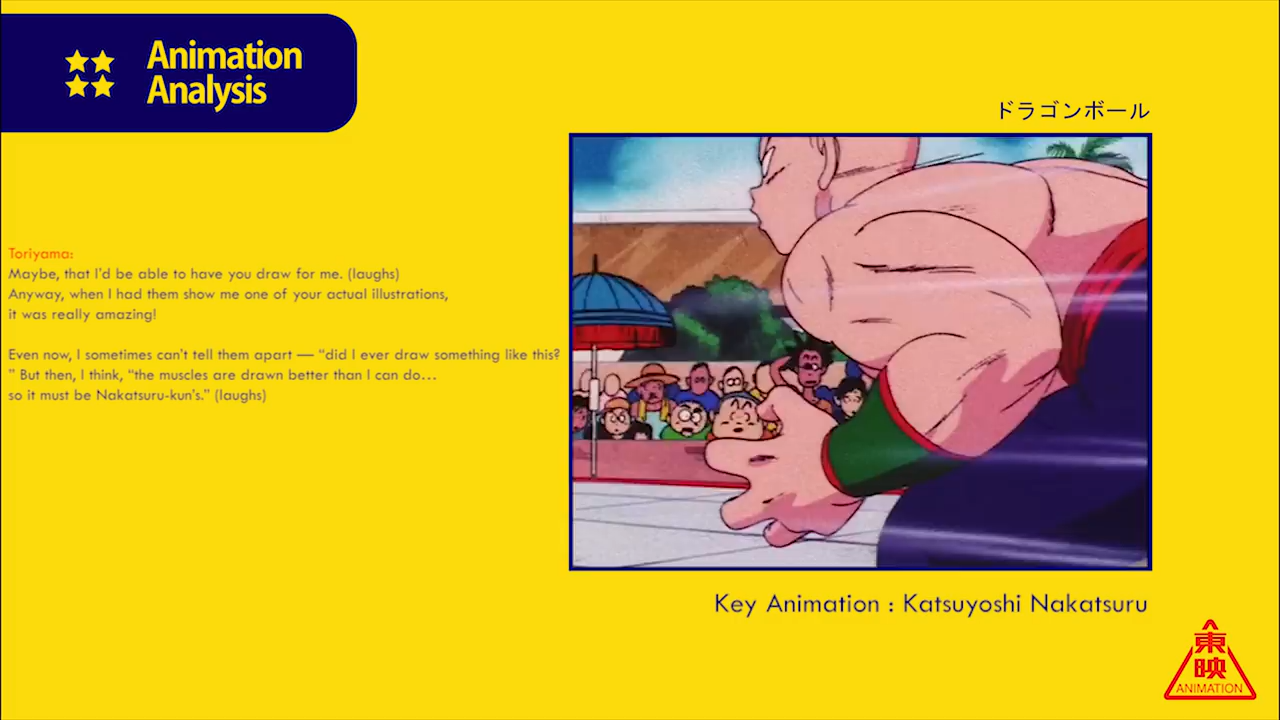 Animation
Analysis
ドラゴンボール
Toriyama:
Maybe, that I'd be able to have you draw for me. (laughs)
Anyway, when I had them show me one of your actual illustrations,
it was really amazing!
Even now, I sometimes can't tell them apart — “did I ever draw something like this?
” But then, I think, “the muscles are drawn better than I can do…
so it must be Nakatsuru-kun's.” (laughs)
Key Animation : Katsuyoshi Nakatsuru
東
映
ANIMATION